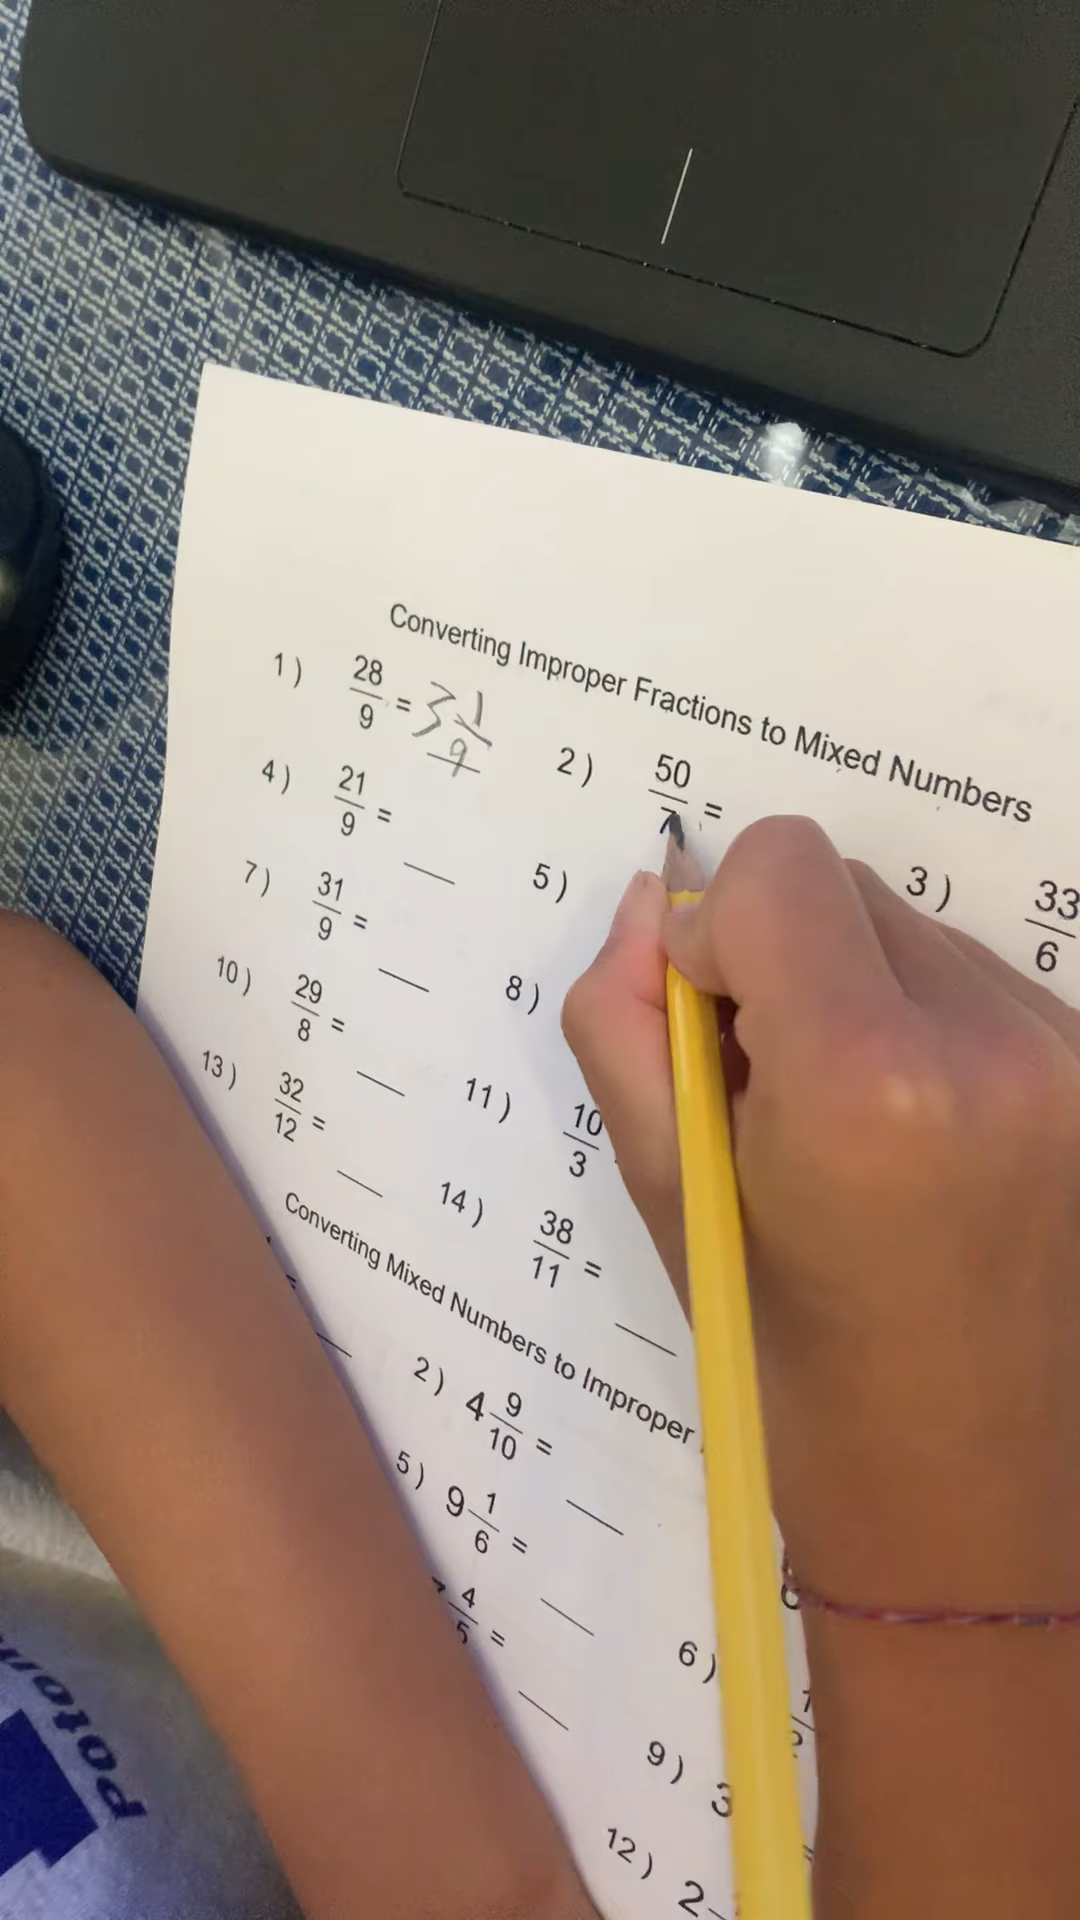 Converting Improper Fractions to Mixed Numbers
1) 28/9 = 3 1/9
2) 50/7 =
3) 33/6
4) 21/9 =
5)
7) 31/9 =
8)
10) 29/8 =
11) 10/3
13) 32/12 =
14) 38/11 =
Converting Mixed Numbers to Improper
=
2) 4 9/10 =
5) 9 1/6 =
4/5 =
6)
9) 3
12) 2